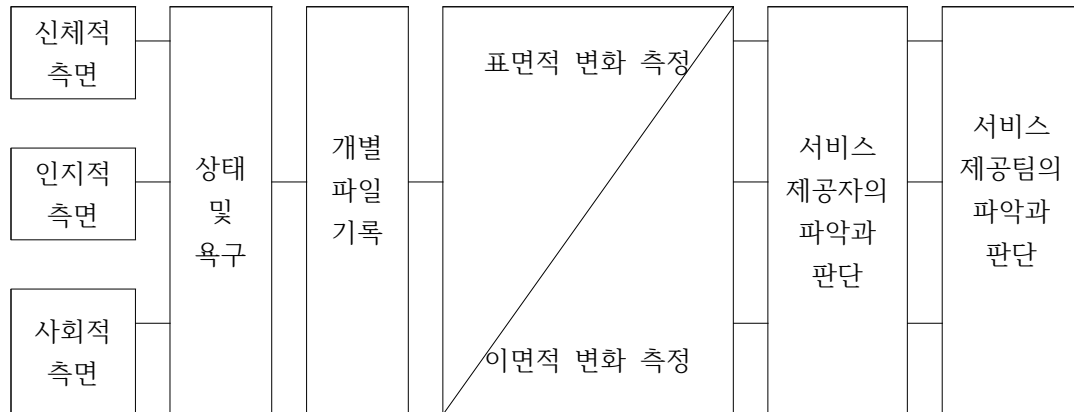 신체적
측면
인지적
측면
사회적
측면
상태
및
욕구
개별
파일
기록
표면적 변화 측정
이면적 변화 측정
서비스
제공자의
파악과
판단
서비스
제공팀의
파악과
판단